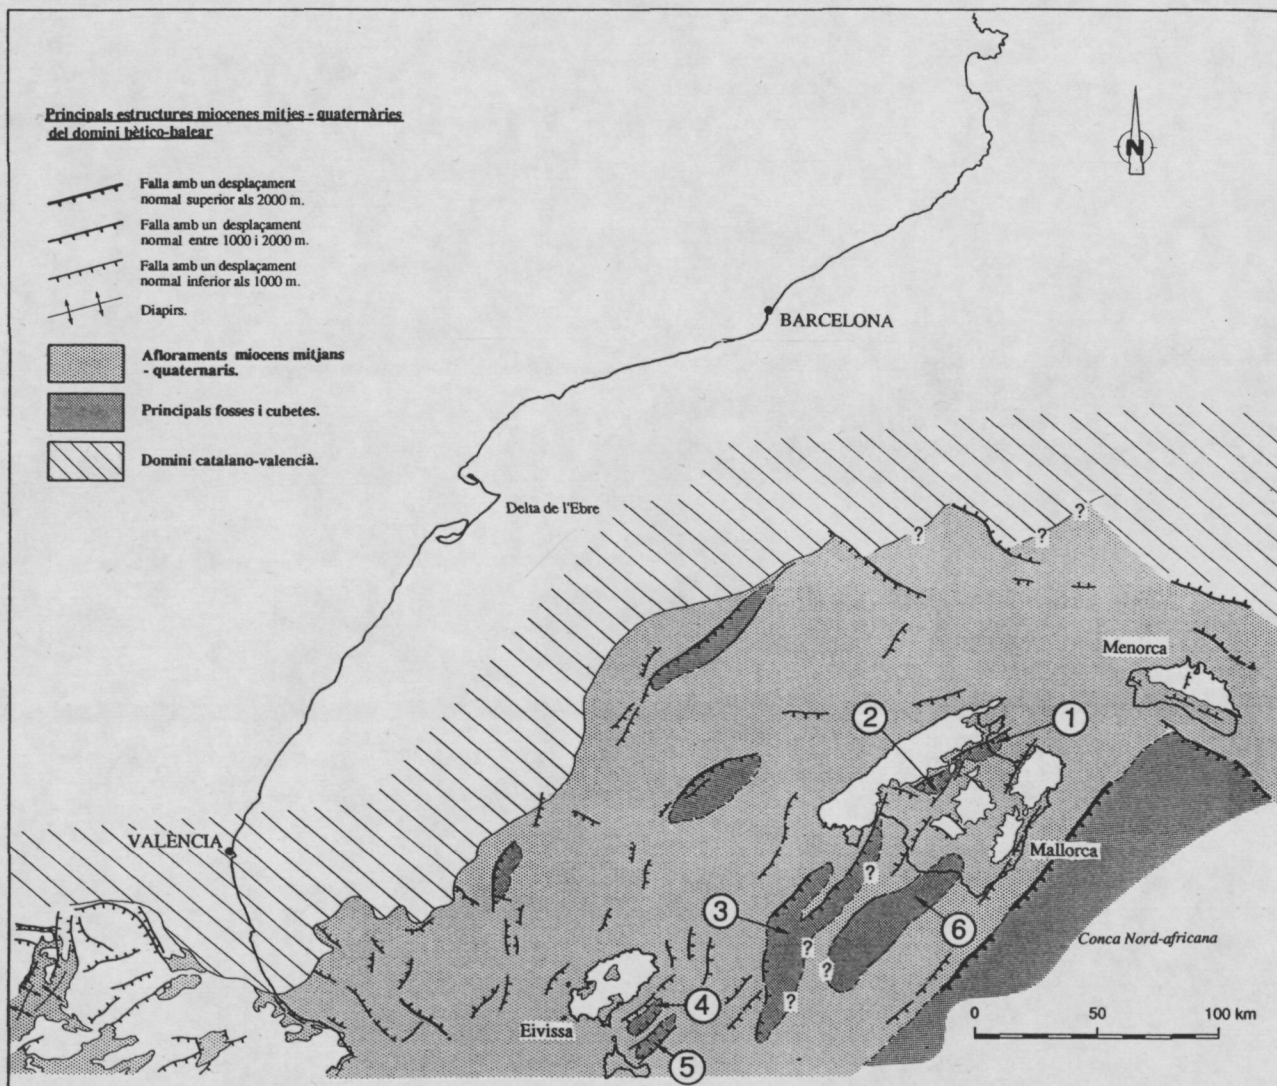 Principals estructures miocenes mitjes - quaternàries
del domini bètico-balear
N
Falla amb un desplaçament
normal superior als 2000 m.
Falla amb un desplaçament
normal entre 1000 i 2000 m.
Falla amb un desplaçament
normal inferior als 1000 m.
Diapirs.
BARCELONA
Afloraments miocens mitjans
- quaternaris.
Principals fosses i cubetes.
Domini catalano-valencià.
Delta de l'Ebre
?
?
?
Menorca
2
1
VALÈNCIA
Mallorca
?
3
6
Conca Nord-africana
?
?
?
4
Eivissa
5
0 50 100 km